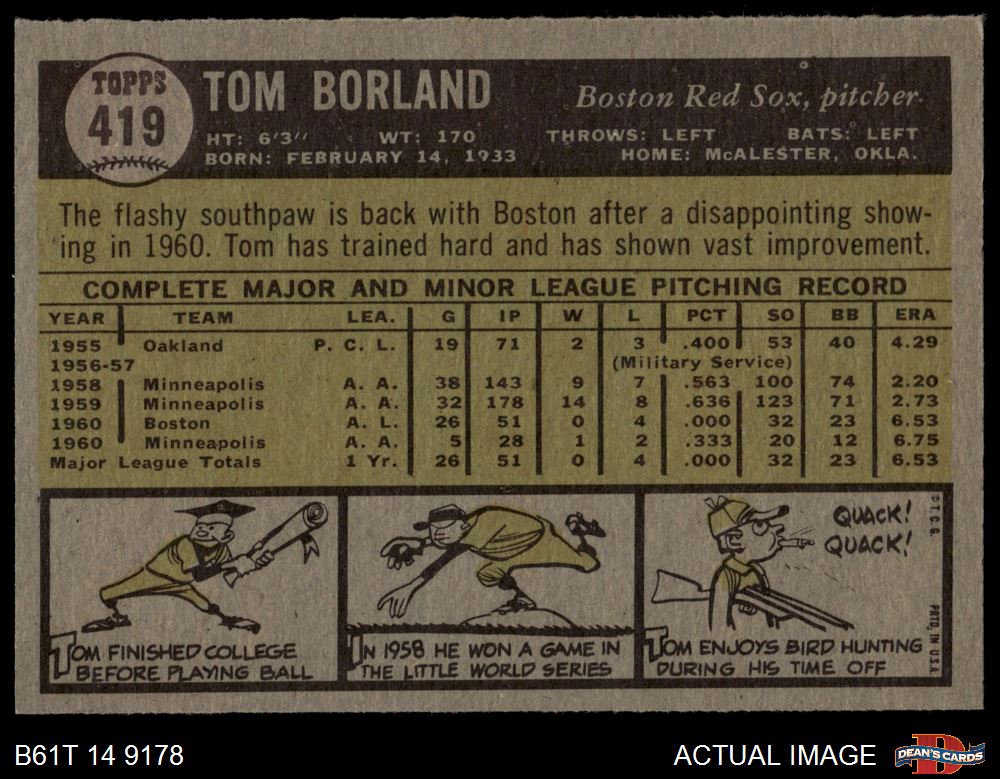 TOPPS
419
TOM BORLAND
Boston Red Sox, pitcher
HT: 6'3" WT: 170 THROWS: LEFT BATS: LEFT
BORN: FEBRUARY 14, 1933 HOME: McALESTER, OKLA.
The flashy southpaw is back with Boston after a disappointing show-
ing in 1960. Tom has trained hard and has shown vast improvement.
COMPLETE MAJOR AND MINOR LEAGUE PITCHING RECORD
YEAR TEAM LEA. G IP W L PCT SO BB ERA
1955 Oakland P. C. L. 19 71 2 3 .400 53 40 4.29
1956-57 (Military Service)
1958 Minneapolis A. A. 38 143 9 7 .563 100 74 2.20
1959 Minneapolis A. A. 32 178 14 8 .636 123 71 2.73
1960 Boston A. L. 26 51 0 4 .000 32 23 6.53
1960 Minneapolis A. A. 5 28 1 2 .333 20 12 6.75
Major League Totals 1 Yr. 26 51 0 4 .000 32 23 6.53
TOM FINISHED COLLEGE
BEFORE PLAYING BALL
IN 1958 HE WON A GAME IN
THE LITTLE WORLD SERIES
QUACK!
QUACK!
TOM ENJOYS BIRD HUNTING
DURING HIS TIME OFF
©T.C.G.
PRTD. IN U.S.A.
B61T 14 9178
ACTUAL IMAGE
DEAN'S CARDS